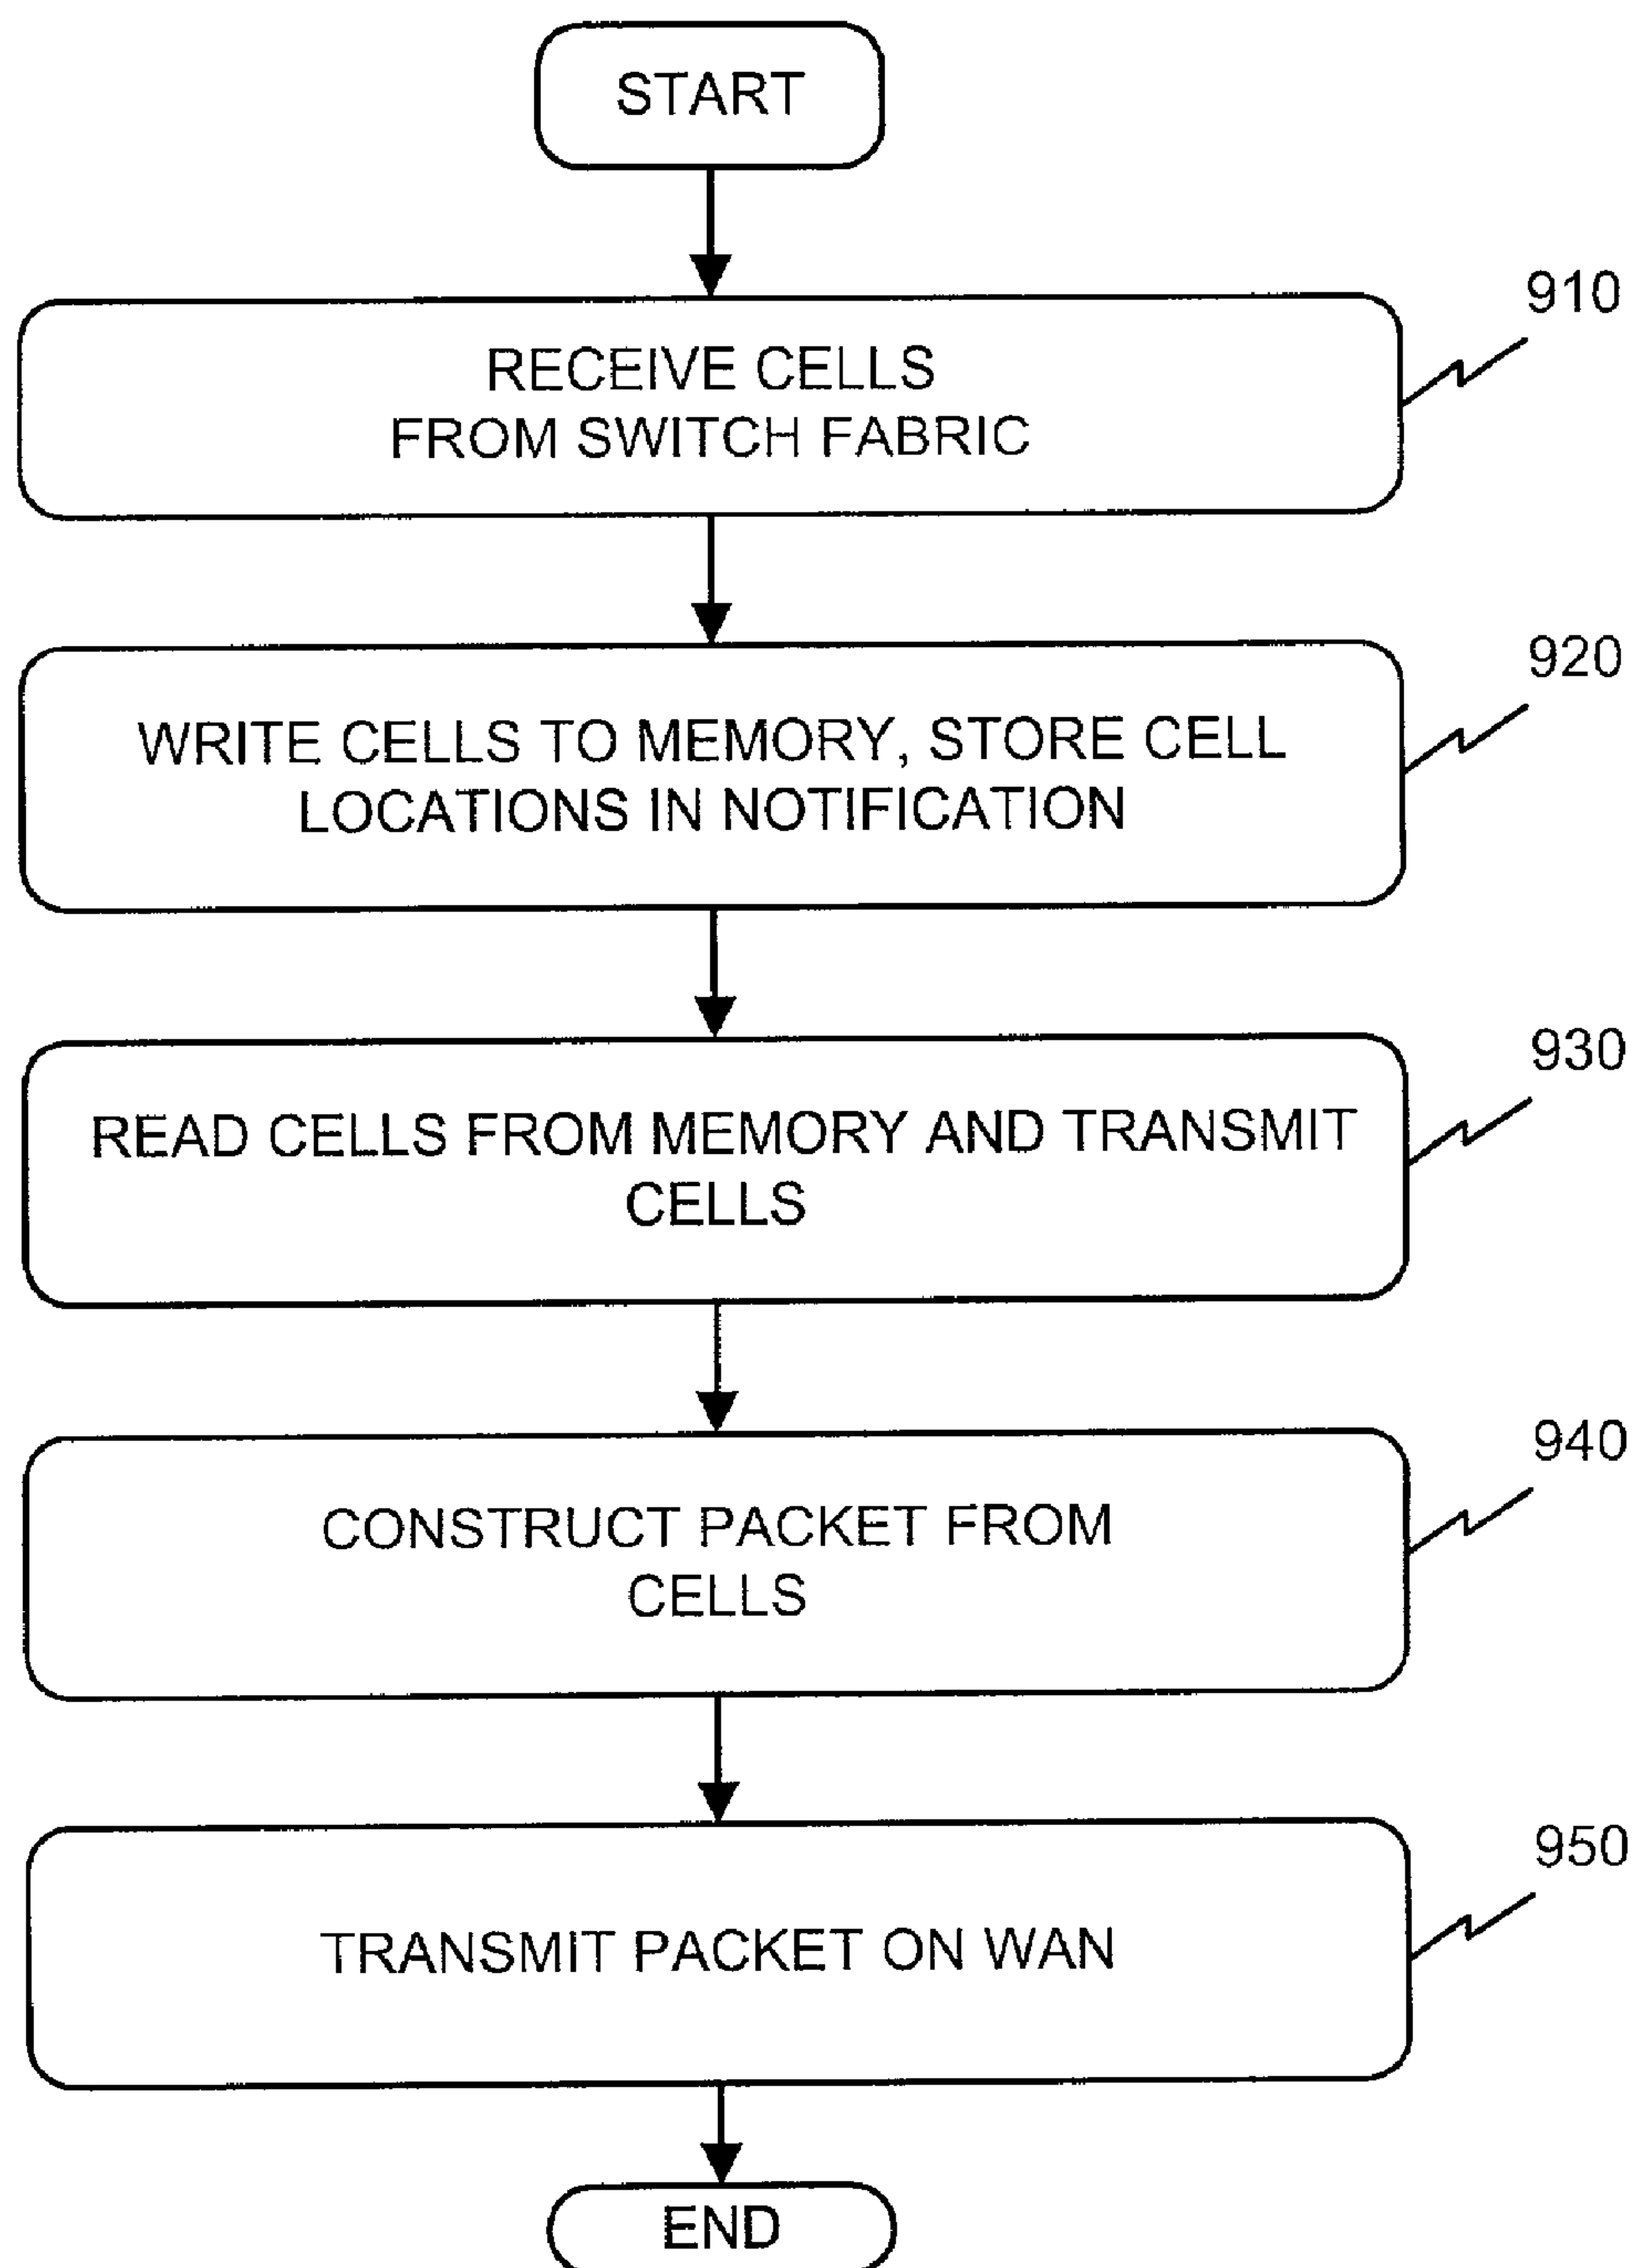 START
910
RECEIVE CELLS
FROM SWITCH FABRIC
920
WRITE CELLS TO MEMORY, STORE CELL
LOCATIONS IN NOTIFICATION
930
READ CELLS FROM MEMORY AND TRANSMIT
CELLS
940
CONSTRUCT PACKET FROM
CELLS
950
TRANSMIT PACKET ON WAN
END